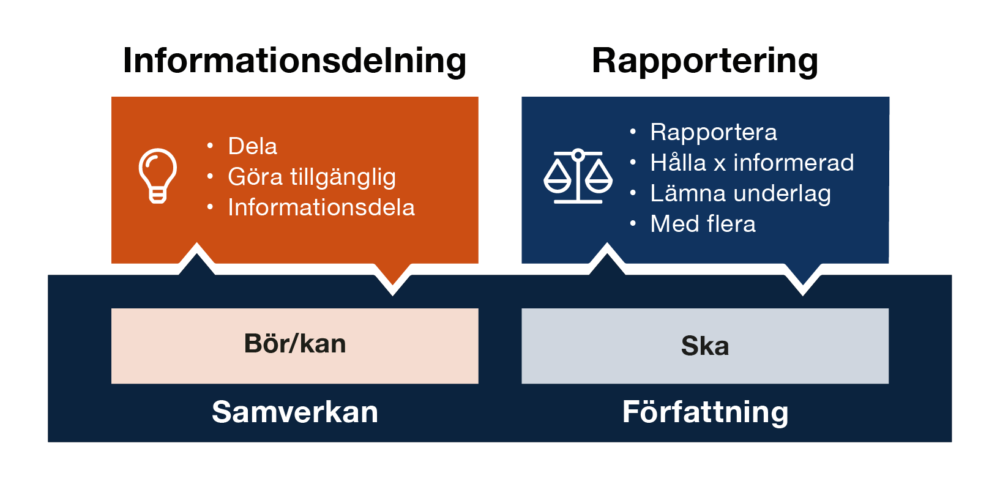 Informationsdelning
• Dela
• Göra tillgänglig
• Informationsdela
Bör/kan
Samverkan
Rapportering
• Rapportera
• Hålla x informerad
• Lämna underlag
• Med flera
Ska
Författning